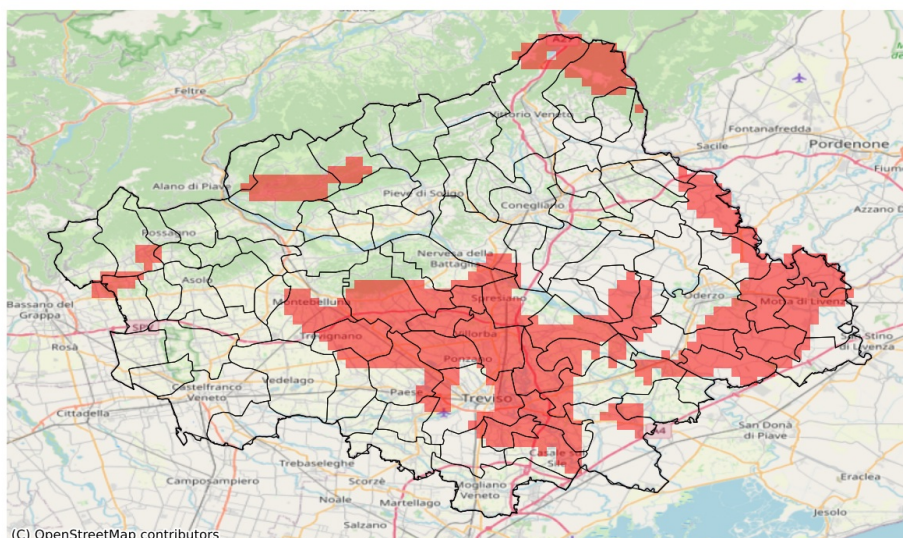 Feltre
Vittorio Veneto
Fontanafredda
Sacile
Pordenone
Alano di Piave
Pieve di Soligo
Conegliano
Azzano D
Possagno
Nervesa della
Battaglia
Asolo
Montebelluna
Spresiano
Oderzo
Motta di Livenza
Bassano del
Grappa
Trevignano
Villorba
Stino
di Livenza
Rosà
Ponzano
Vedelago
Castelfranco
Veneto
Paese
Treviso
Cittadella
San Donà
di Piave
A4
Trebaseleghe
Casale s
Sile
Camposampiero
Scorzè
Mogliano
Veneto
Eraclea
Noale
Martellago
Jesolo
Salzano
(C) OpenStreetMap contributors